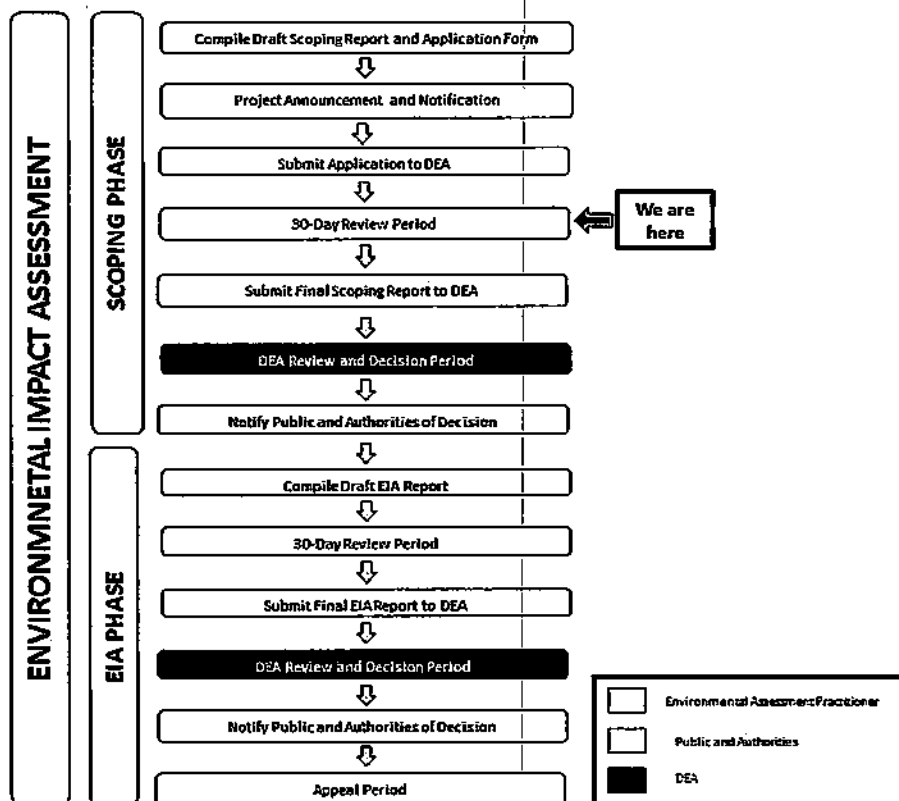 ENVIRONMNETAL IMPACT ASSESSMENT
SCOPING PHASE
Compile Draft Scoping Report and Application Form
Project Announcement and Notification
Submit Application to DEA
30-Day Review Period
We are
here
Submit Final Scoping Report to DEA
DEA Review and Decision Period
Notify Public and Authorities of Decision
EIA PHASE
Compile Draft EIA Report
30-Day Review Period
Submit Final EIA Report to DEA
DEA Review and Decision Period
Notify Public and Authorities of Decision
Appeal Period
Environmental Assessment Practitioner
Public and Authorities
DEA